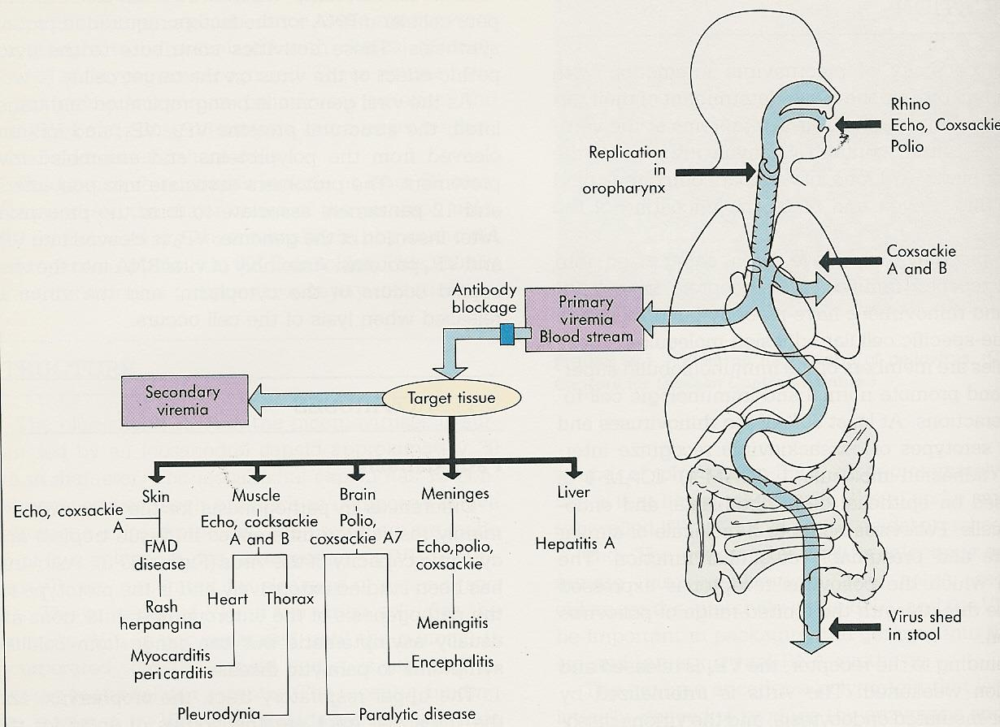 Rhino
Echo, Coxsackie
Polio
Replication
in
oropharynx
Coxsackie
A and B
Antibody
blockage
Primary
viremia
Blood stream
Secondary
viremia
Target tissue
Skin
Muscle
Brain
Meninges
Liver
Echo, coxsackie
A
Echo, cocksackie
A and B
Polio,
coxsackie A7
Echo,polio,
coxsackie
Hepatitis A
FMD
disease
Heart
Thorax
Rash
herpangina
Meningitis
Myocarditis
pericarditis
Encephalitis
Pleurodynia
Paralytic disease
Virus shed
in stool